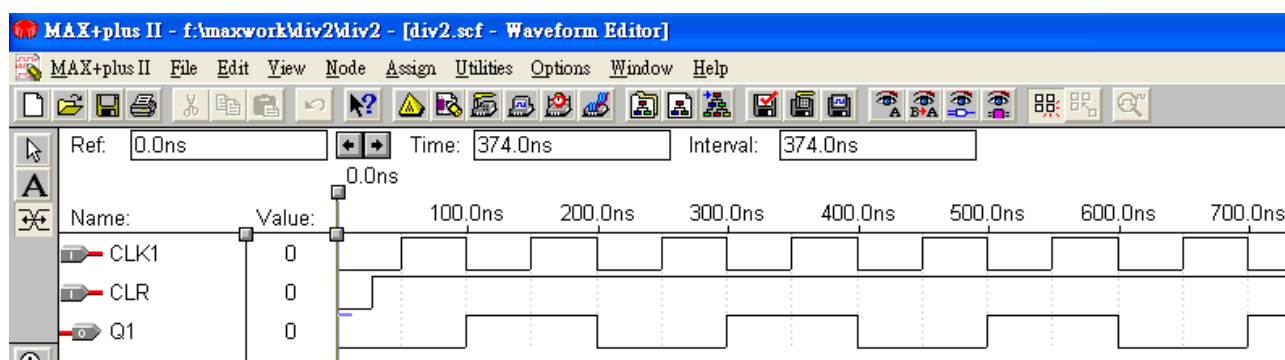 MAX+plus II - f:\maxwork\div2\div2 - [div2.scf - Waveform Editor]
MAX+plus II File Edit View Node Assign Utilities Options Window Help
Ref: 0.0ns Time: 374.0ns Interval: 374.0ns
0.0ns
Name: Value: 100.0ns 200.0ns 300.0ns 400.0ns 500.0ns 600.0ns 700.0ns
CLK1 0
CLR 0
Q1 0